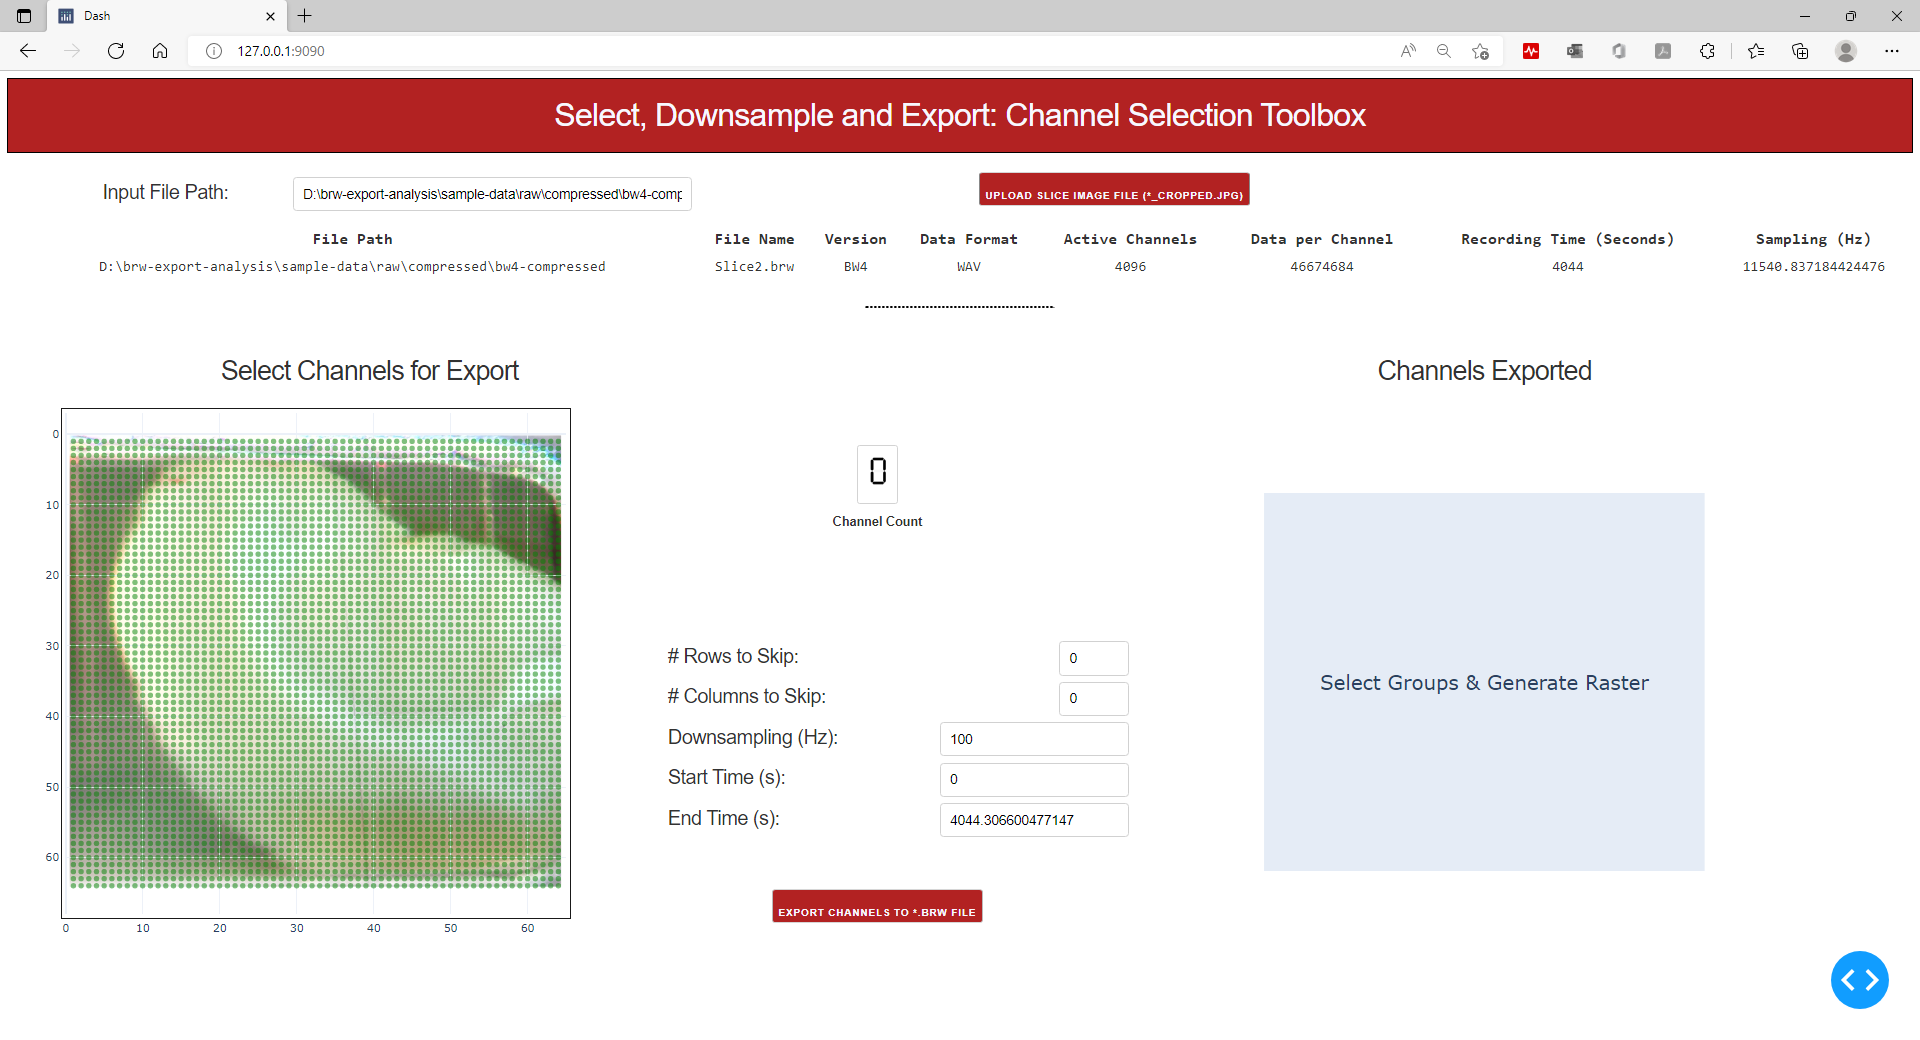 Dash
127.0.0.1:9090
Select, Downsample and Export: Channel Selection Toolbox
Input File Path:
D:\brw-export-analysis\sample-data\raw\compressed\bw4-comp
UPLOAD SLICE IMAGE FILE (*_CROPPED.JPG)
File Path File Name Version Data Format Active Channels Data per Channel Recording Time (Seconds) Sampling (Hz)
D:\brw-export-analysis\sample-data\raw\compressed\bw4-compressed Slice2.brw BW4 WAV 4096 46674684 4044 11540.837184424476
Select Channels for Export
0
10
20
30
40
50
60
0 10 20 30 40 50 60
0
Channel Count
# Rows to Skip: 0
# Columns to Skip: 0
Downsampling (Hz): 100
Start Time (s): 0
End Time (s): 4044.306600477147
EXPORT CHANNELS TO *.BRW FILE
Channels Exported
Select Groups & Generate Raster